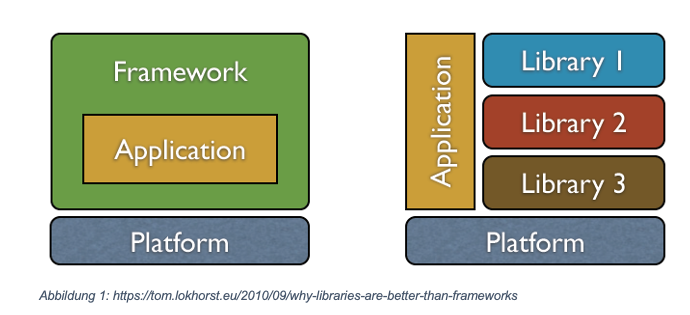 Framework
Application
Platform
Application
Library 1
Library 2
Library 3
Platform
Abbildung 1: https://tom.lokhorst.eu/2010/09/why-libraries-are-better-than-frameworks